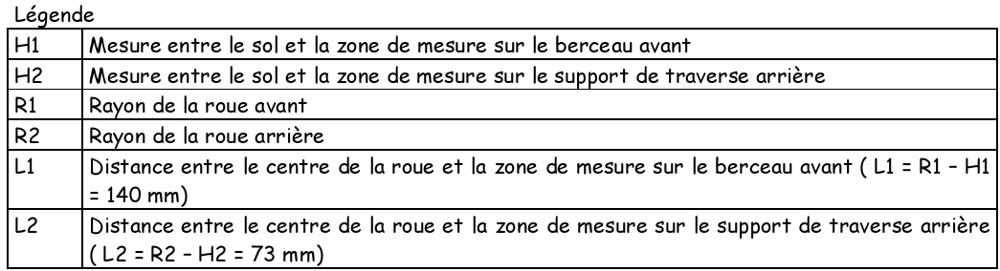 Légende
H1 Mesure entre le sol et la zone de mesure sur le berceau avant
H2 Mesure entre le sol et la zone de mesure sur le support de traverse arrière
R1 Rayon de la roue avant
R2 Rayon de la roue arrière
L1 Distance entre le centre de la roue et la zone de mesure sur le berceau avant ( L1 = R1 – H1
= 140 mm)
L2 Distance entre le centre de la roue et la zone de mesure sur le support de traverse arrière
( L2 = R2 – H2 = 73 mm)